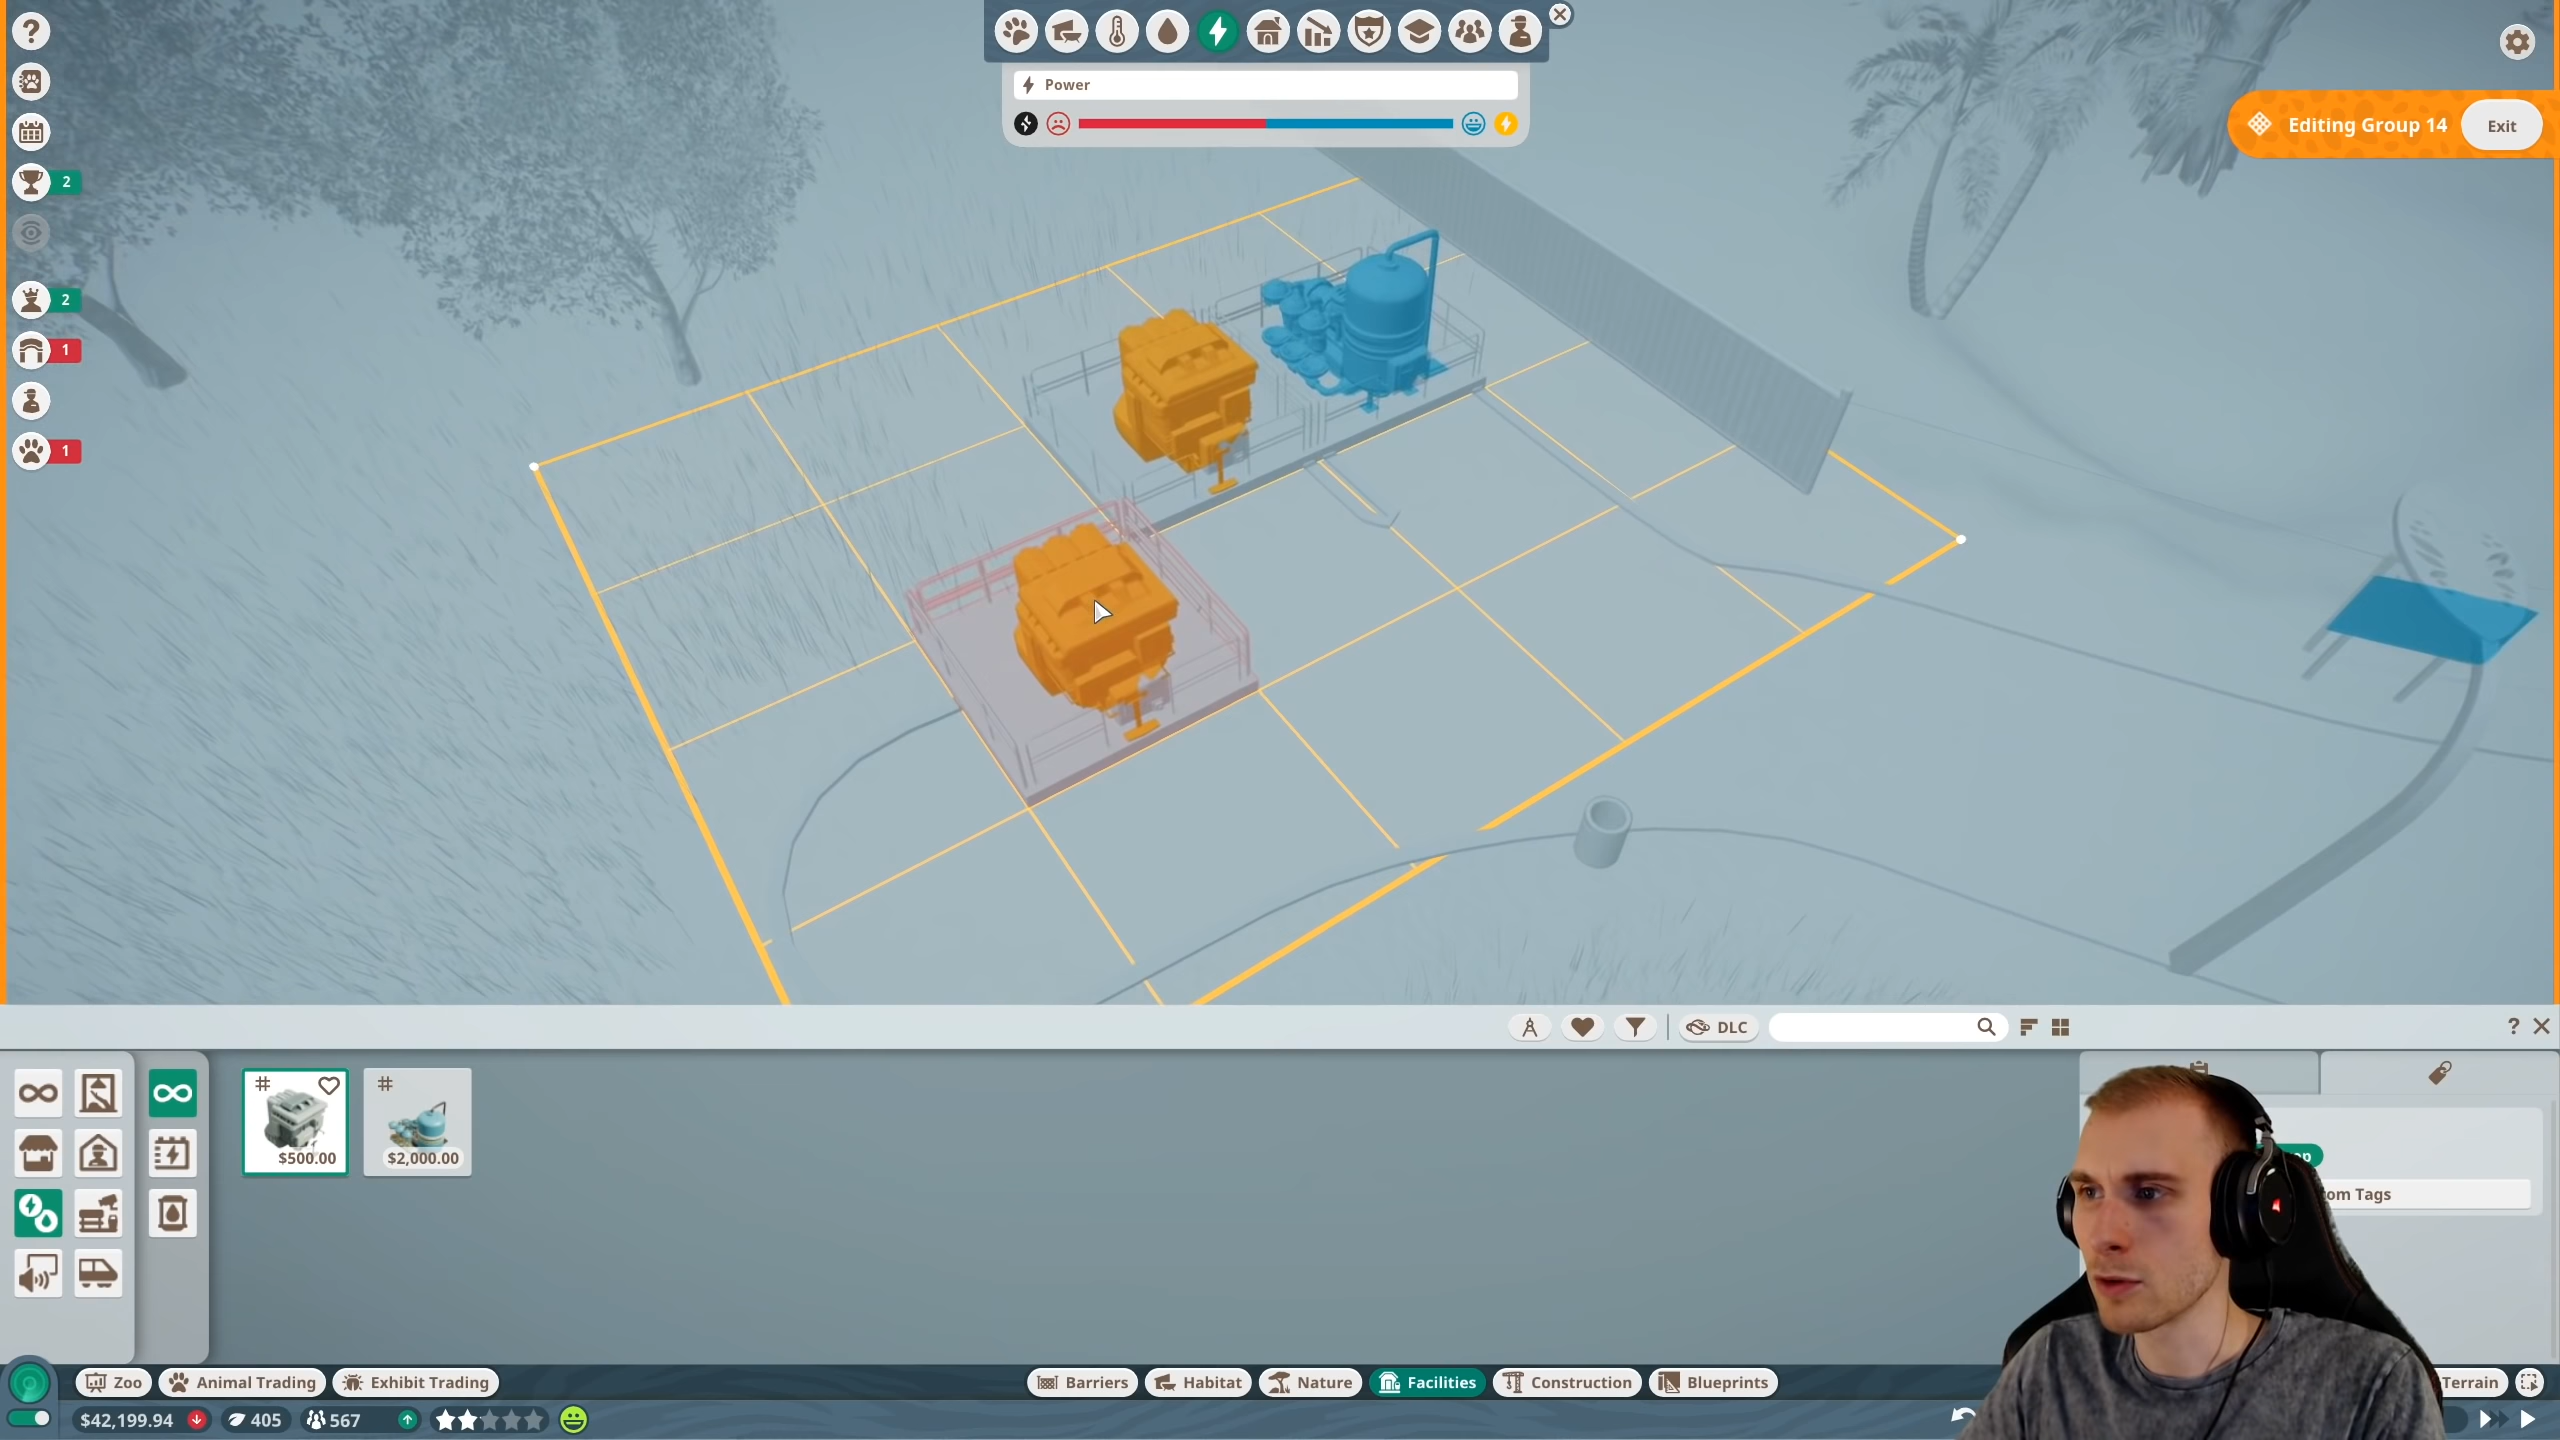 ?
Power
2
2
1
1
Editing Group 14
Exit
DLC
?
# $500.00
# $2,000.00
om Tags
Zoo
Animal Trading
Exhibit Trading
Barriers
Habitat
Nature
Facilities
Construction
Blueprints
Terrain
$42,199.94
405
567